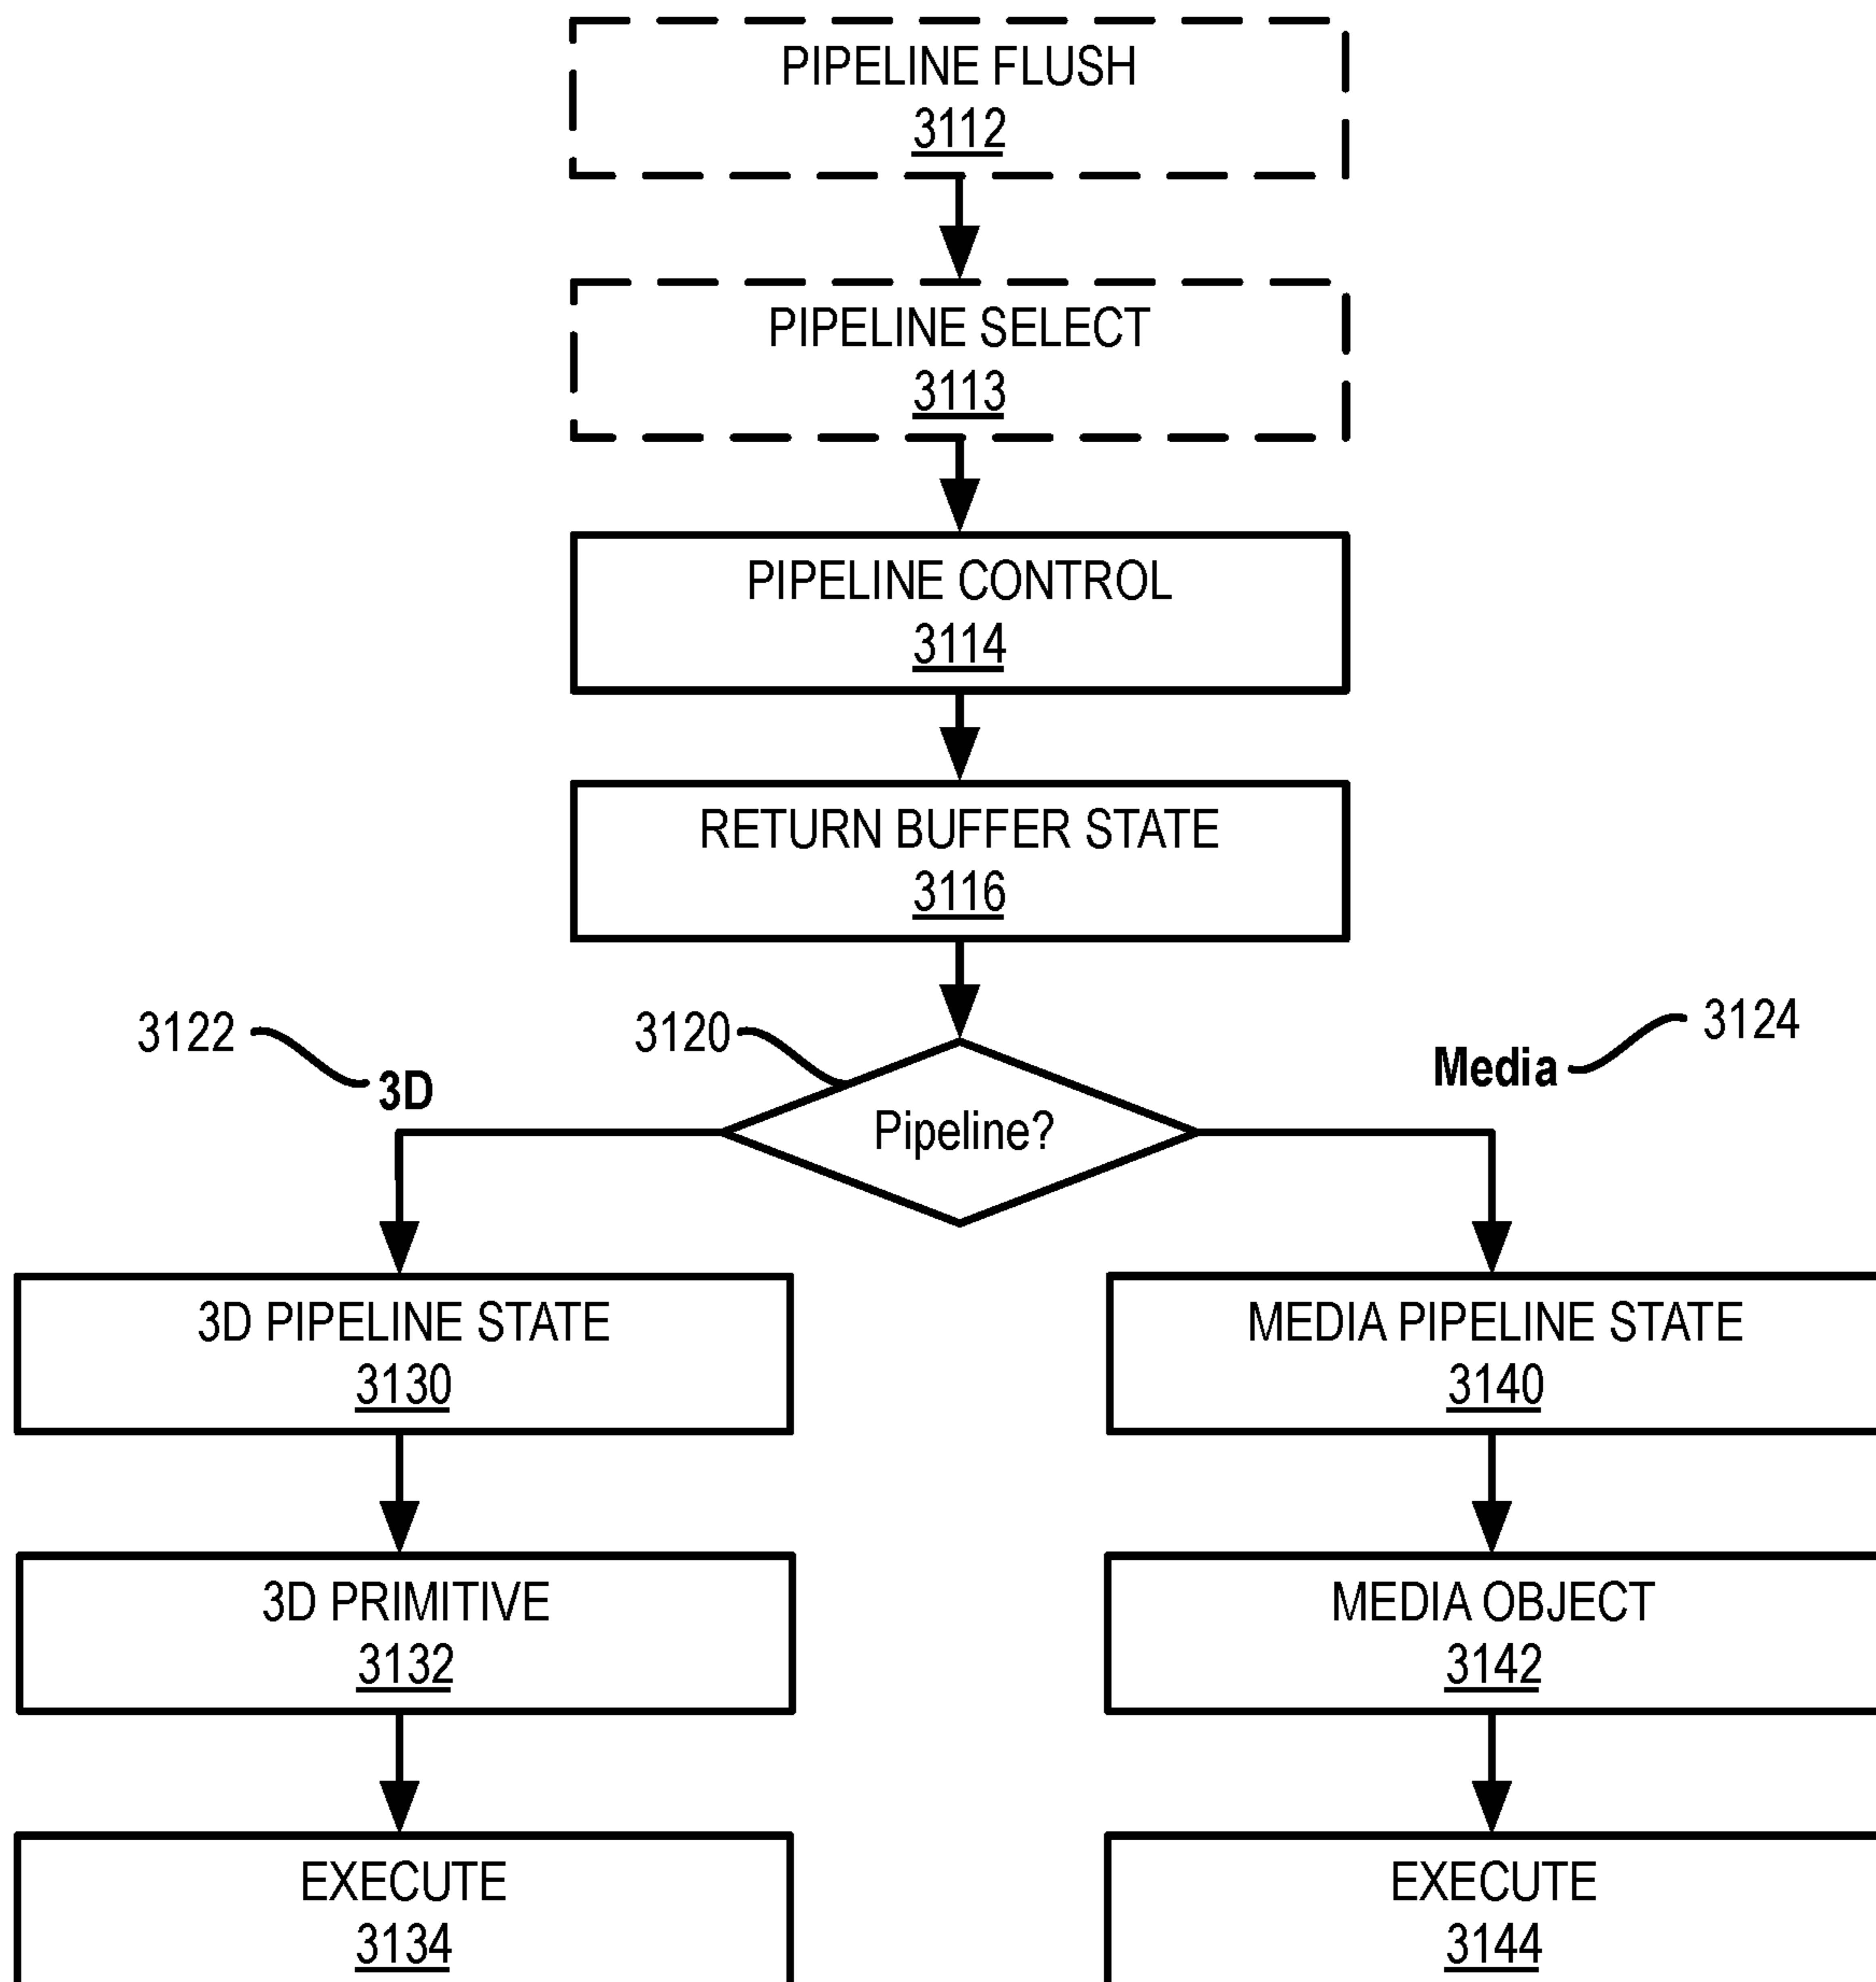 PIPELINE FLUSH
3112
PIPELINE SELECT
3113
PIPELINE CONTROL
3114
RETURN BUFFER STATE
3116
3122
3120
3124
3D
Media
Pipeline?
3D PIPELINE STATE
3130
MEDIA PIPELINE STATE
3140
3D PRIMITIVE
3132
MEDIA OBJECT
3142
EXECUTE
3134
EXECUTE
3144